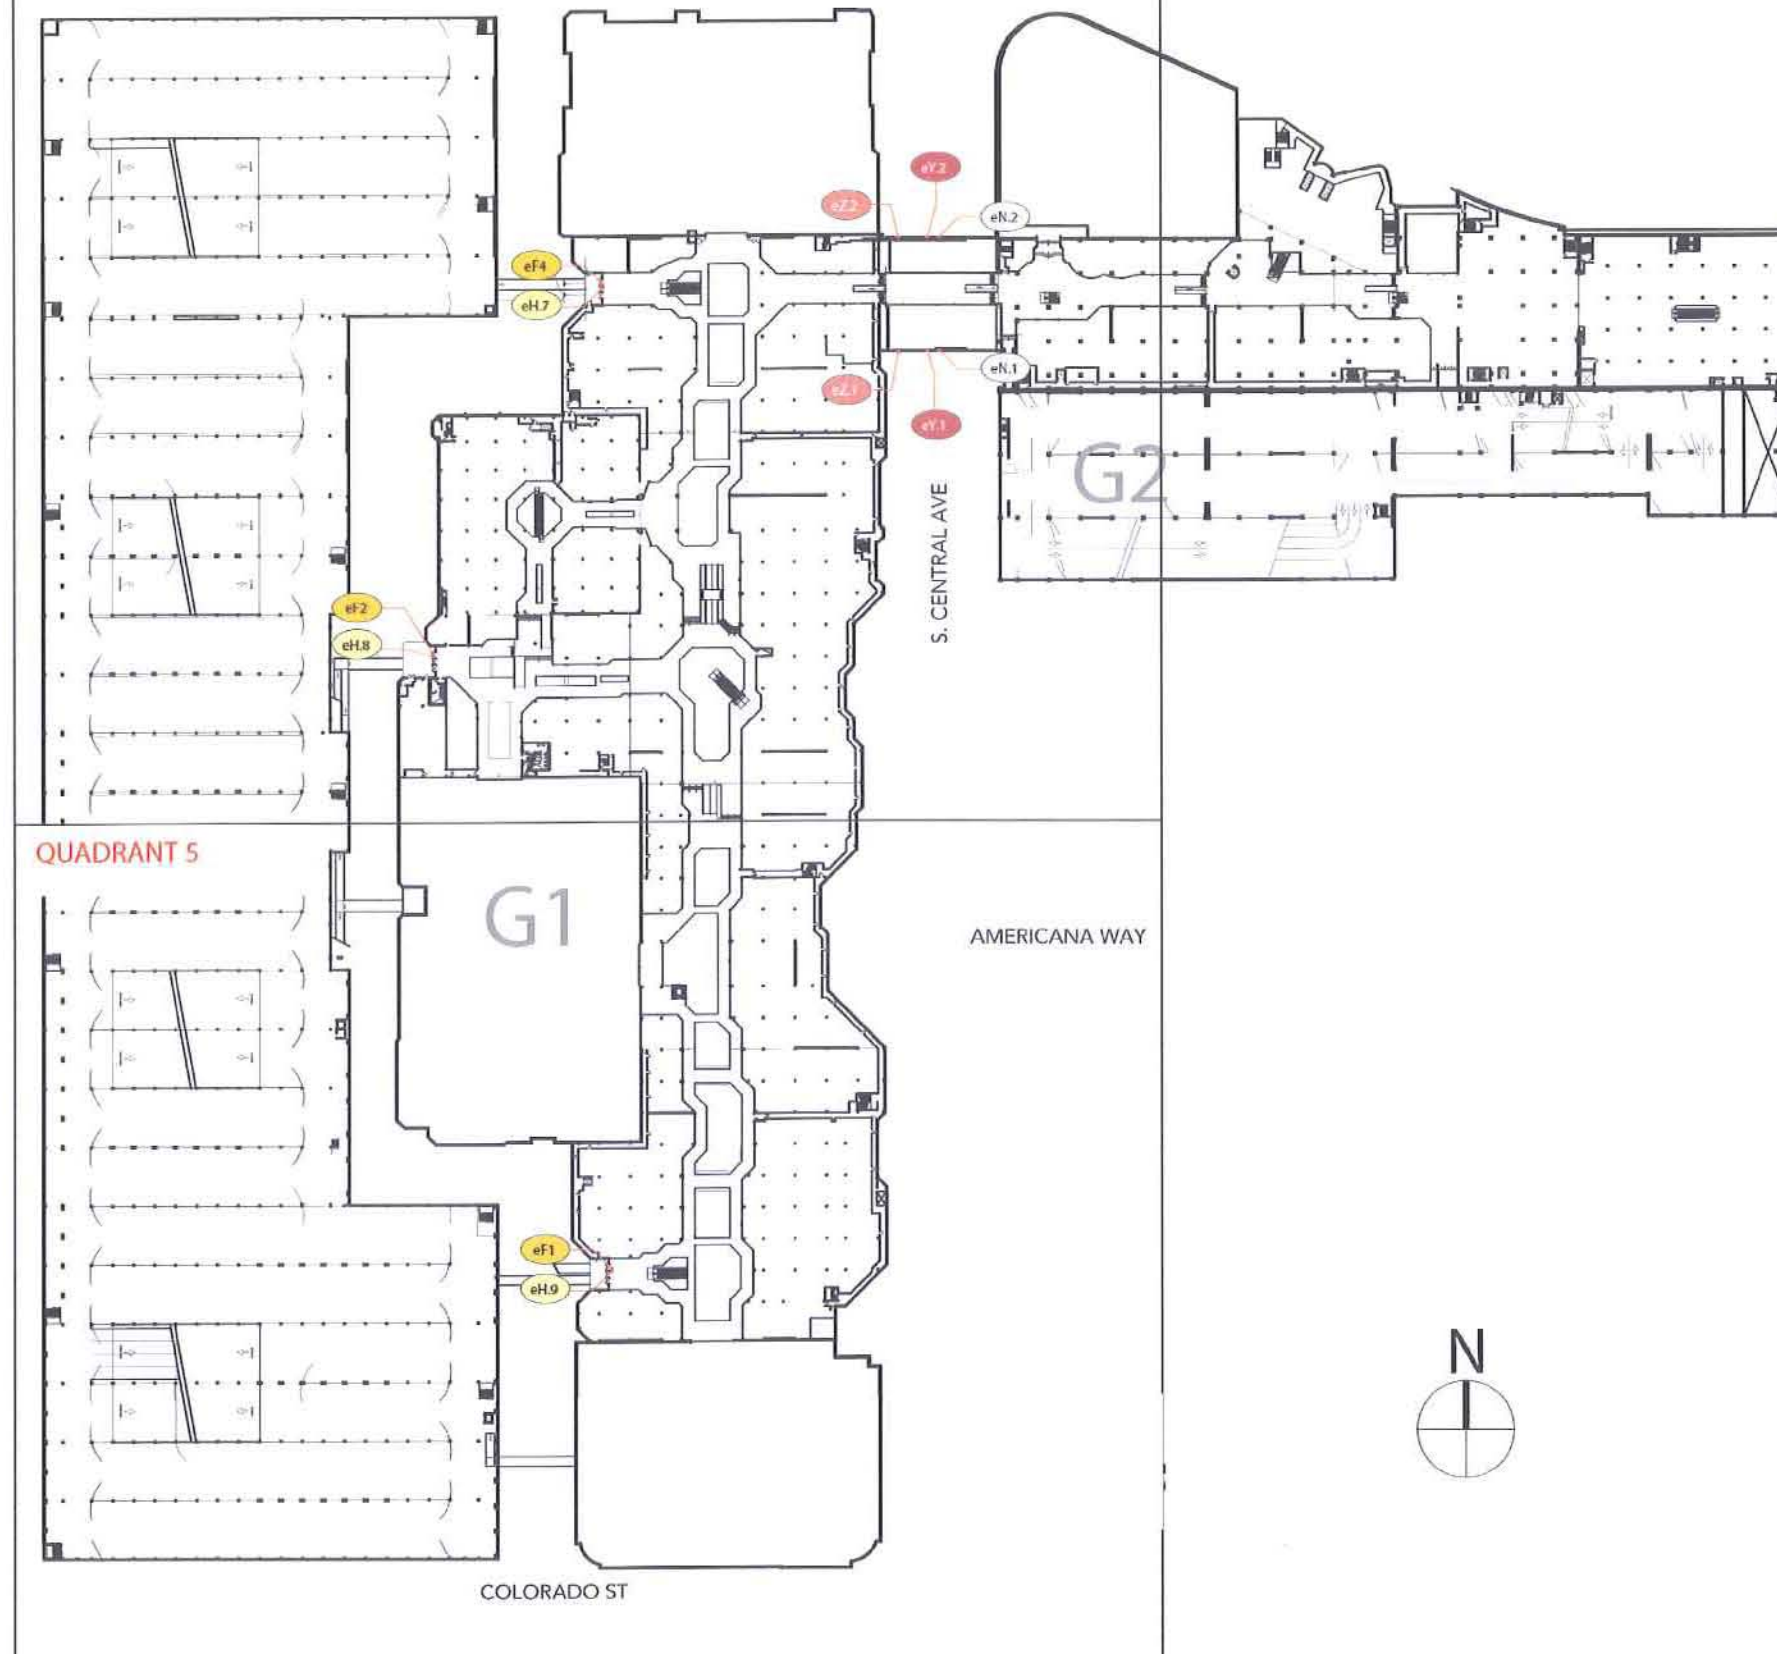 eY.2
eZ.2
eN.2
eF4
eH.7
eN.1
eZ.1
eY.1
G2
S. CENTRAL AVE
eF2
eH.8
QUADRANT 5
G1
AMERICANA WAY
eF1
eH.9
N
COLORADO ST